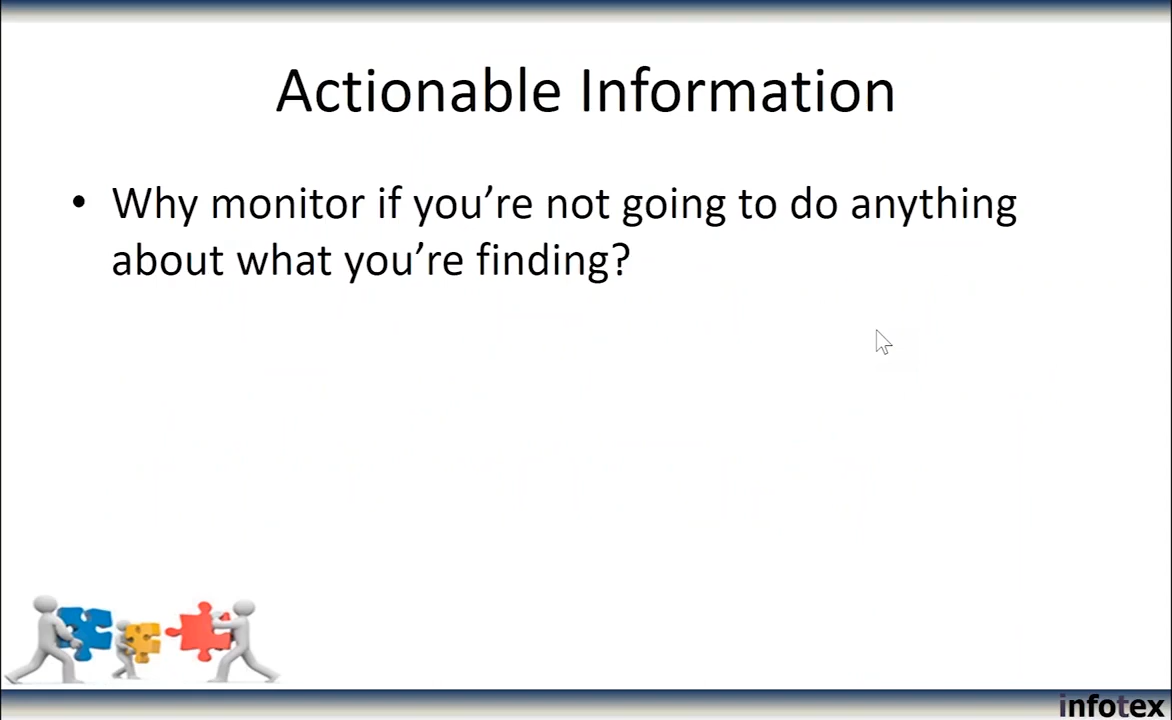 Actionable Information
• Why monitor if you’re not going to do anything
about what you’re finding?
infotex